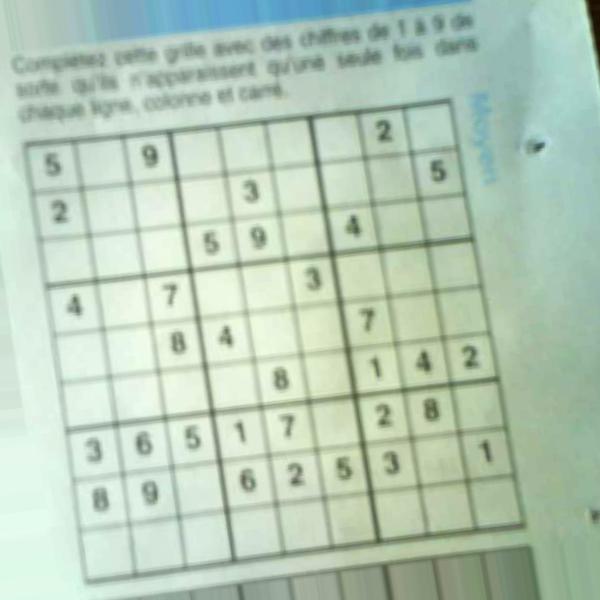 Complétez cette grille avec des chiffres de 1 à 9 de
sorte qu'ils n'apparaissent qu'une seule fois dans
chaque ligne, colonne et carré.
Moyen
5 9 2
2 3 5
5 9 4
4 7 3
8 4 7
8 1 4 2
3 6 5 1 7 2 8
8 9 6 2 5 3 1